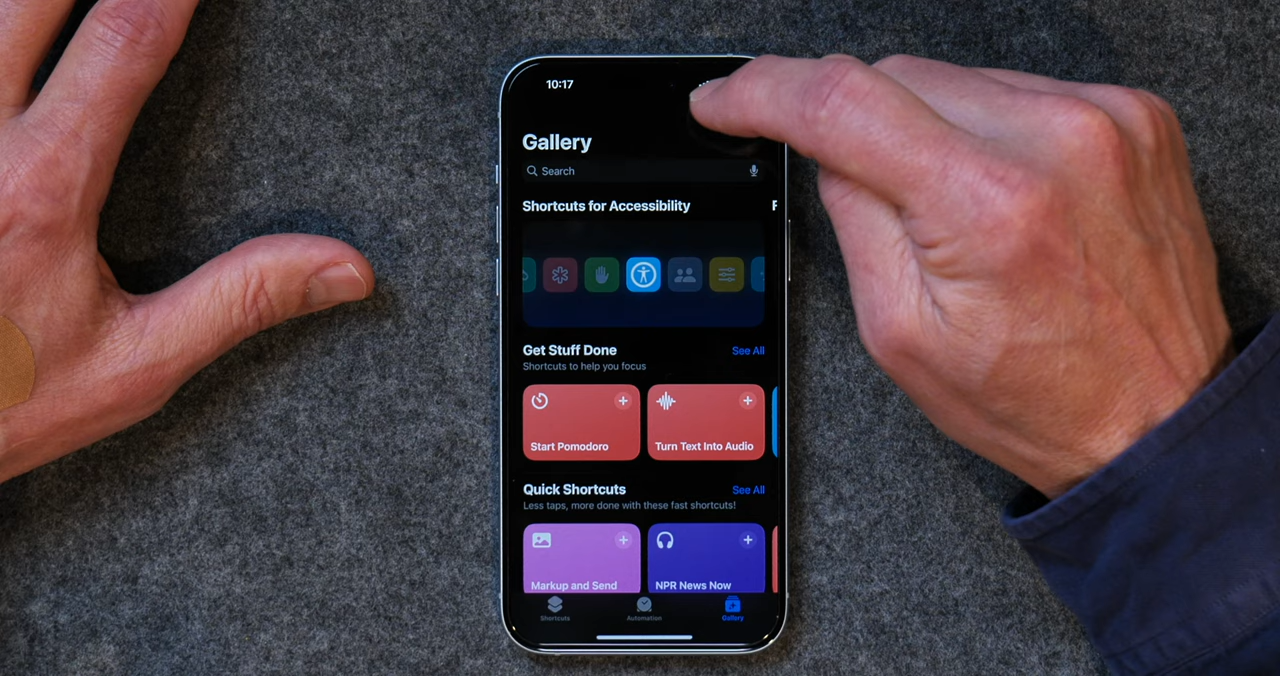 10:17
Gallery
Search
Shortcuts for Accessibility
F
Get Stuff Done
See All
Shortcuts to help you focus
Start Pomodoro
Turn Text Into Audio
Quick Shortcuts
See All
Less taps, more done with these fast shortcuts!
Markup and Send
NPR News Now
Shortcuts
Automation
Gallery